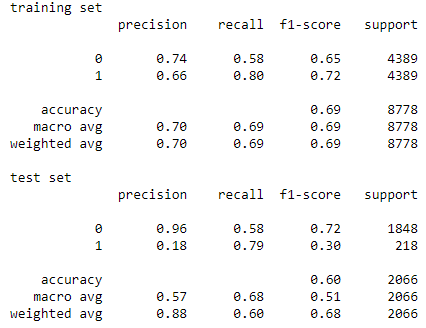 training set
precision recall f1-score support
0 0.74 0.58 0.65 4389
1 0.66 0.80 0.72 4389
accuracy 0.69 8778
macro avg 0.70 0.69 0.69 8778
weighted avg 0.70 0.69 0.69 8778
test set
precision recall f1-score support
0 0.96 0.58 0.72 1848
1 0.18 0.79 0.30 218
accuracy 0.60 2066
macro avg 0.57 0.68 0.51 2066
weighted avg 0.88 0.60 0.68 2066